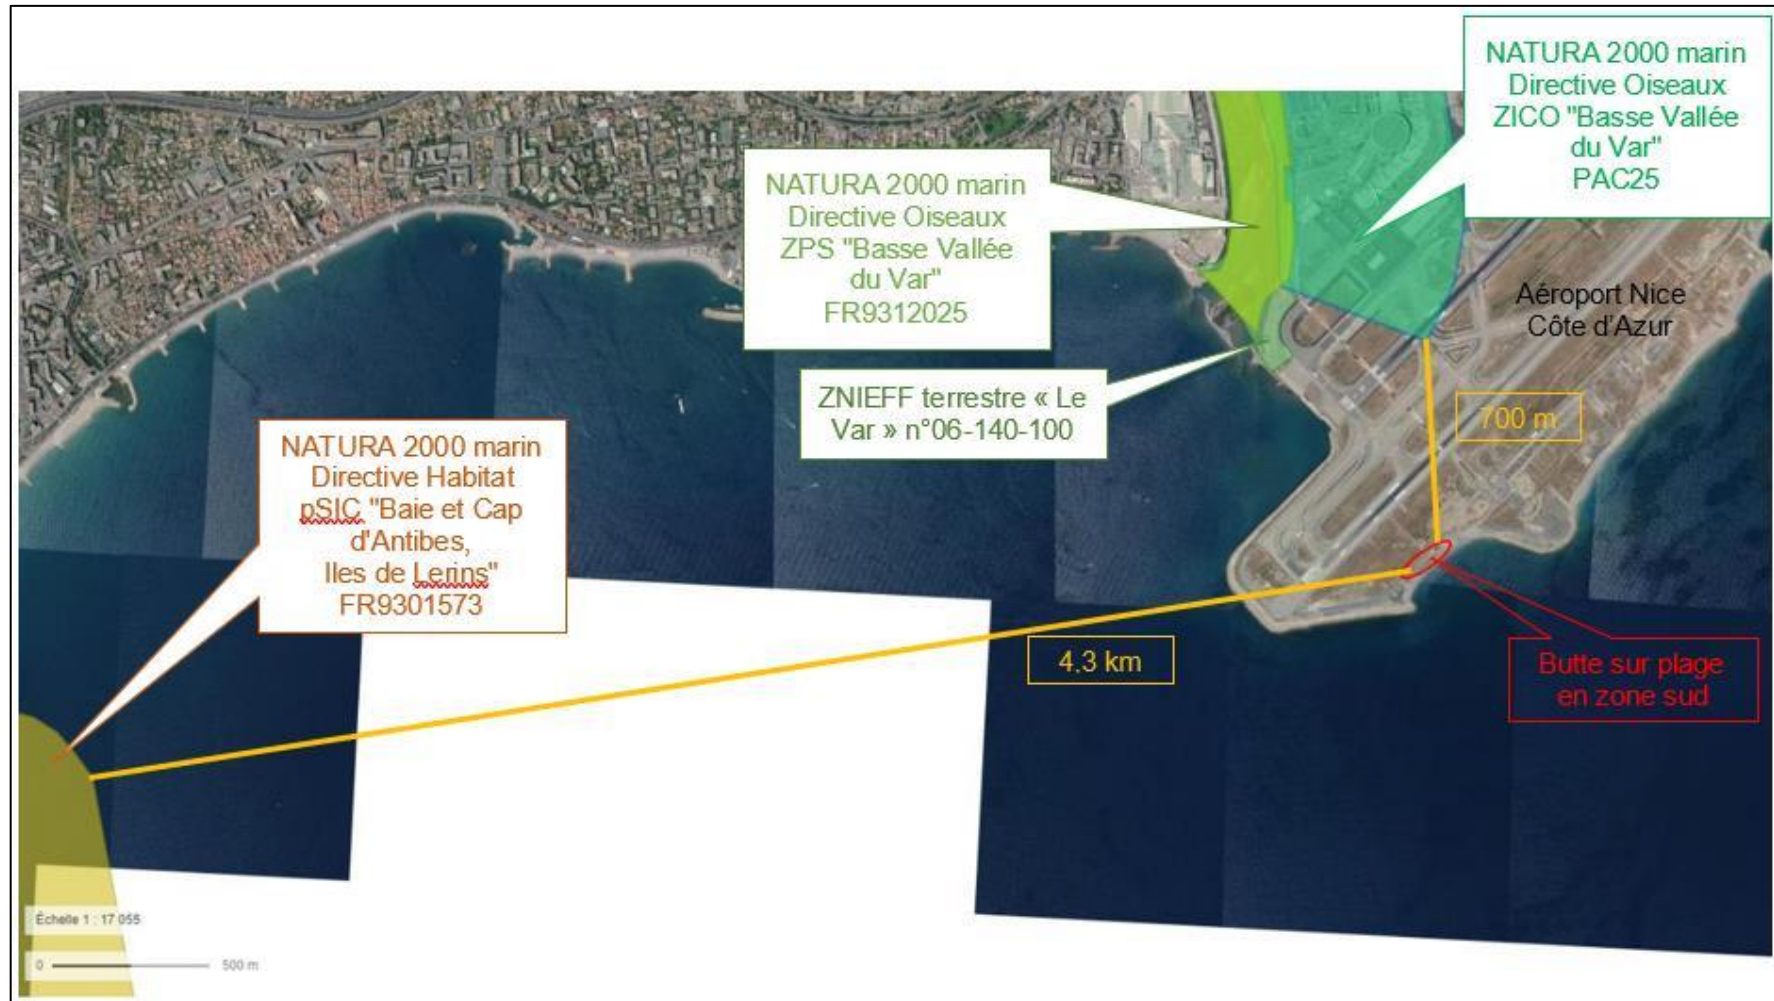 NATURA 2000 marin
Directive Oiseaux
ZICO "Basse Vallée
du Var"
PAC25
NATURA 2000 marin
Directive Oiseaux
ZPS "Basse Vallée
du Var"
FR9312025
Aéroport Nice
Côte d'Azur
ZNIEFF terrestre « Le
Var » n°06-140-100
700 m
NATURA 2000 marin
Directive Habitat
pSIC "Baie et Cap
d'Antibes,
Iles de Lerins"
FR9301573
4,3 km
Butte sur plage
en zone sud
Échelle 1 : 17 055
0 500 m